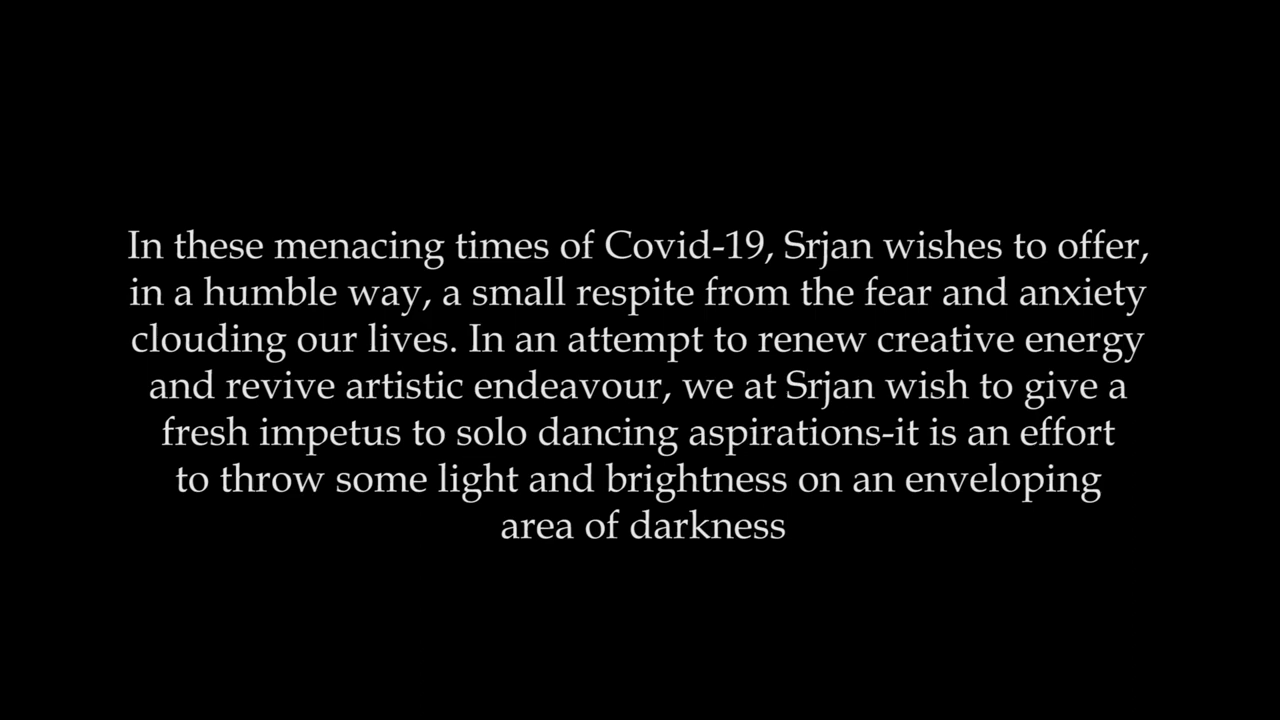 In these menacing times of Covid-19, Srjan wishes to offer,
in a humble way, a small respite from the fear and anxiety
clouding our lives. In an attempt to renew creative energy
and revive artistic endeavour, we at Srjan wish to give a
fresh impetus to solo dancing aspirations-it is an effort
to throw some light and brightness on an enveloping
area of darkness